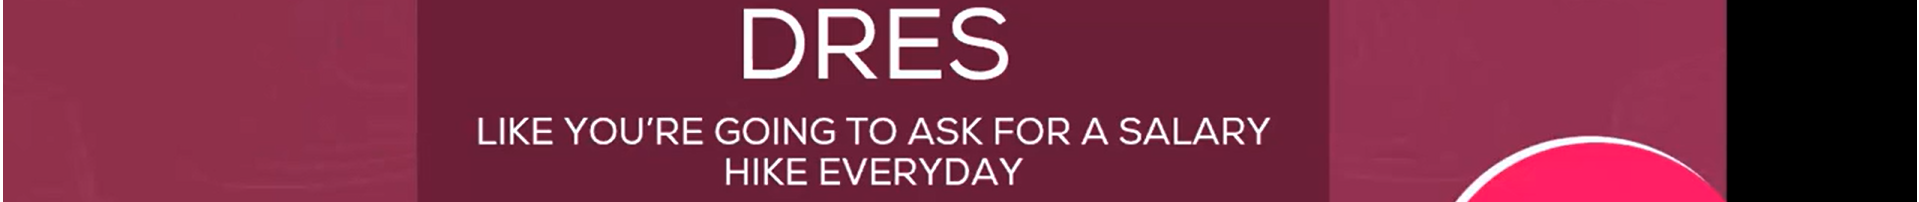 DRES
LIKE YOU'RE GOING TO ASK FOR A SALARY
HIKE EVERYDAY